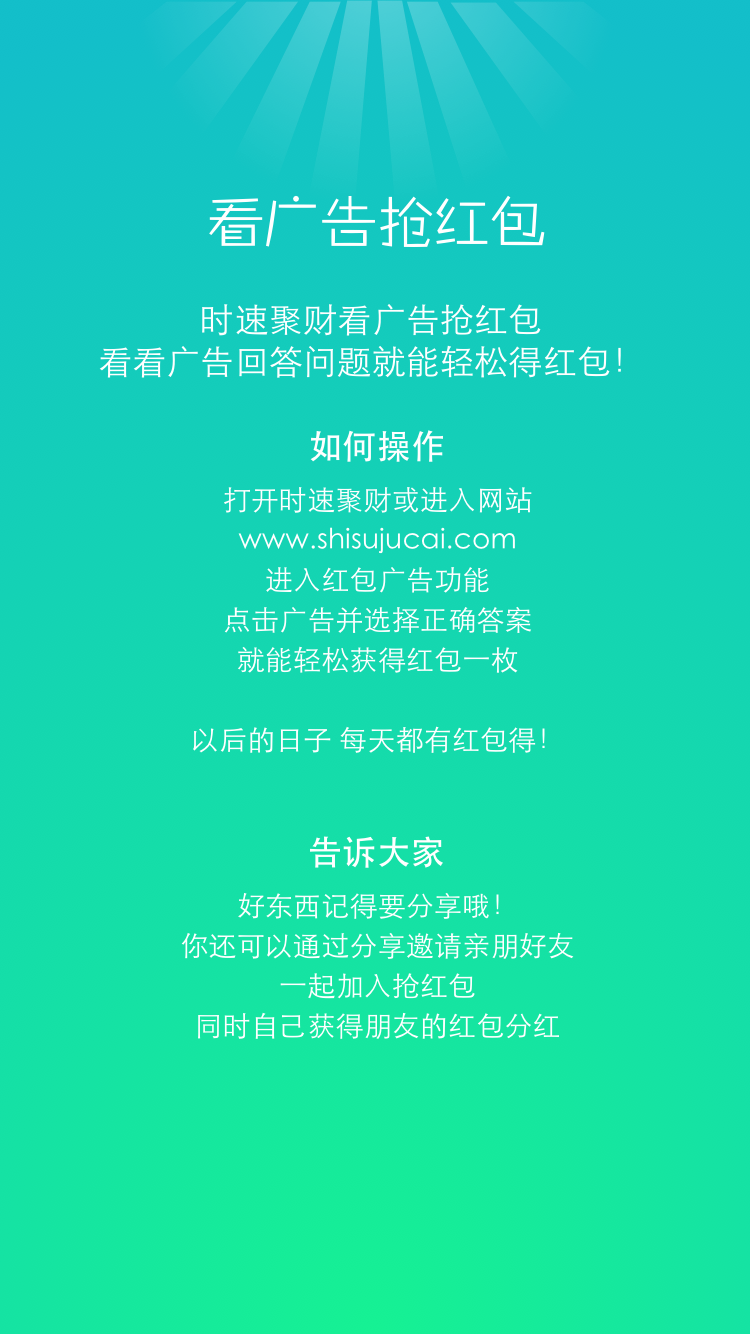 看广告抢红包
时速聚财看广告抢红包
看看广告回答问题就能轻松得红包！
如何操作
打开时速聚财或进入网站
www.shisujucai.com
进入红包广告功能
点击广告并选择正确答案
就能轻松获得红包一枚
以后的日子 每天都有红包得！
告诉大家
好东西记得要分享哦！
你还可以通过分享邀请亲朋好友
一起加入抢红包
同时自己获得朋友的红包分红